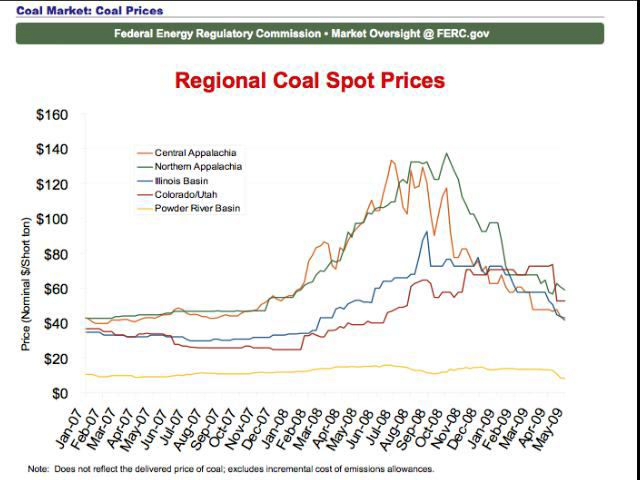 Coal Market: Coal Prices
Federal Energy Regulatory Commission • Market Oversight @ FERC.gov
Regional Coal Spot Prices
$160
$140
$120
$100
$80
$60
$40
$20
$0
Price (Nominal $/Short ton)
Central Appalachia
Northern Appalachia
Illinois Basin
Colorado/Utah
Powder River Basin
Jan-07
Feb-07
Mar-07
Apr-07
May-07
Jun-07
Jul-07
Aug-07
Sep-07
Oct-07
Nov-07
Dec-07
Jan-08
Feb-08
Mar-08
Apr-08
May-08
Jun-08
Jul-08
Aug-08
Sep-08
Oct-08
Nov-08
Dec-08
Jan-09
Feb-09
Mar-09
Apr-09
May-09
Note: Does not reflect the delivered price of coal; excludes incremental cost of emissions allowances.